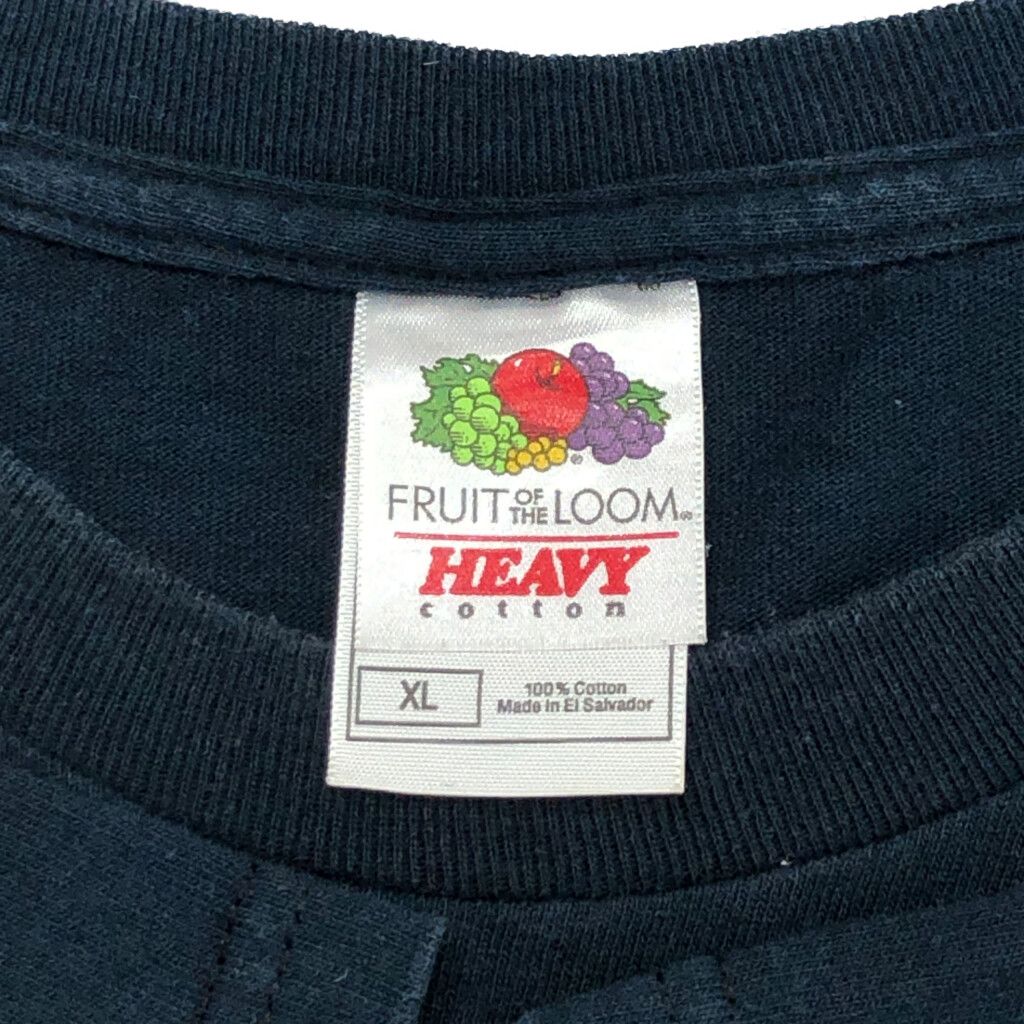 FRUIT OF THE LOOM®
HEAVY
cotton
XL
100% Cotton
Made in El Salvador